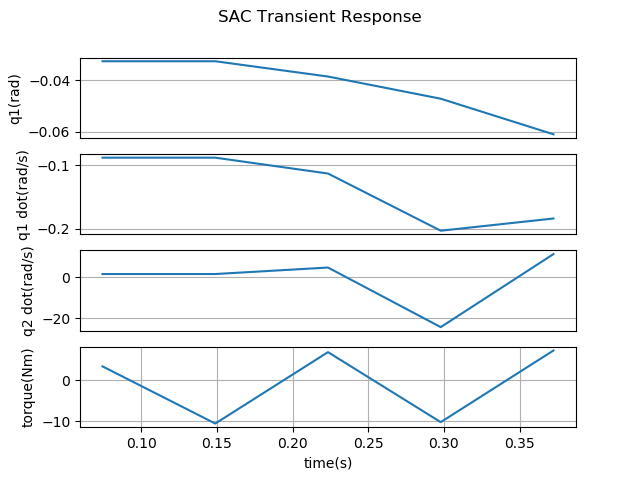 SAC Transient Response
q1(rad)
−0.04
−0.06
q1 dot(rad/s)
−0.1
−0.2
q2 dot(rad/s)
0
−20
torque(Nm)
0
−10
0.10 0.15 0.20 0.25 0.30 0.35
time(s)